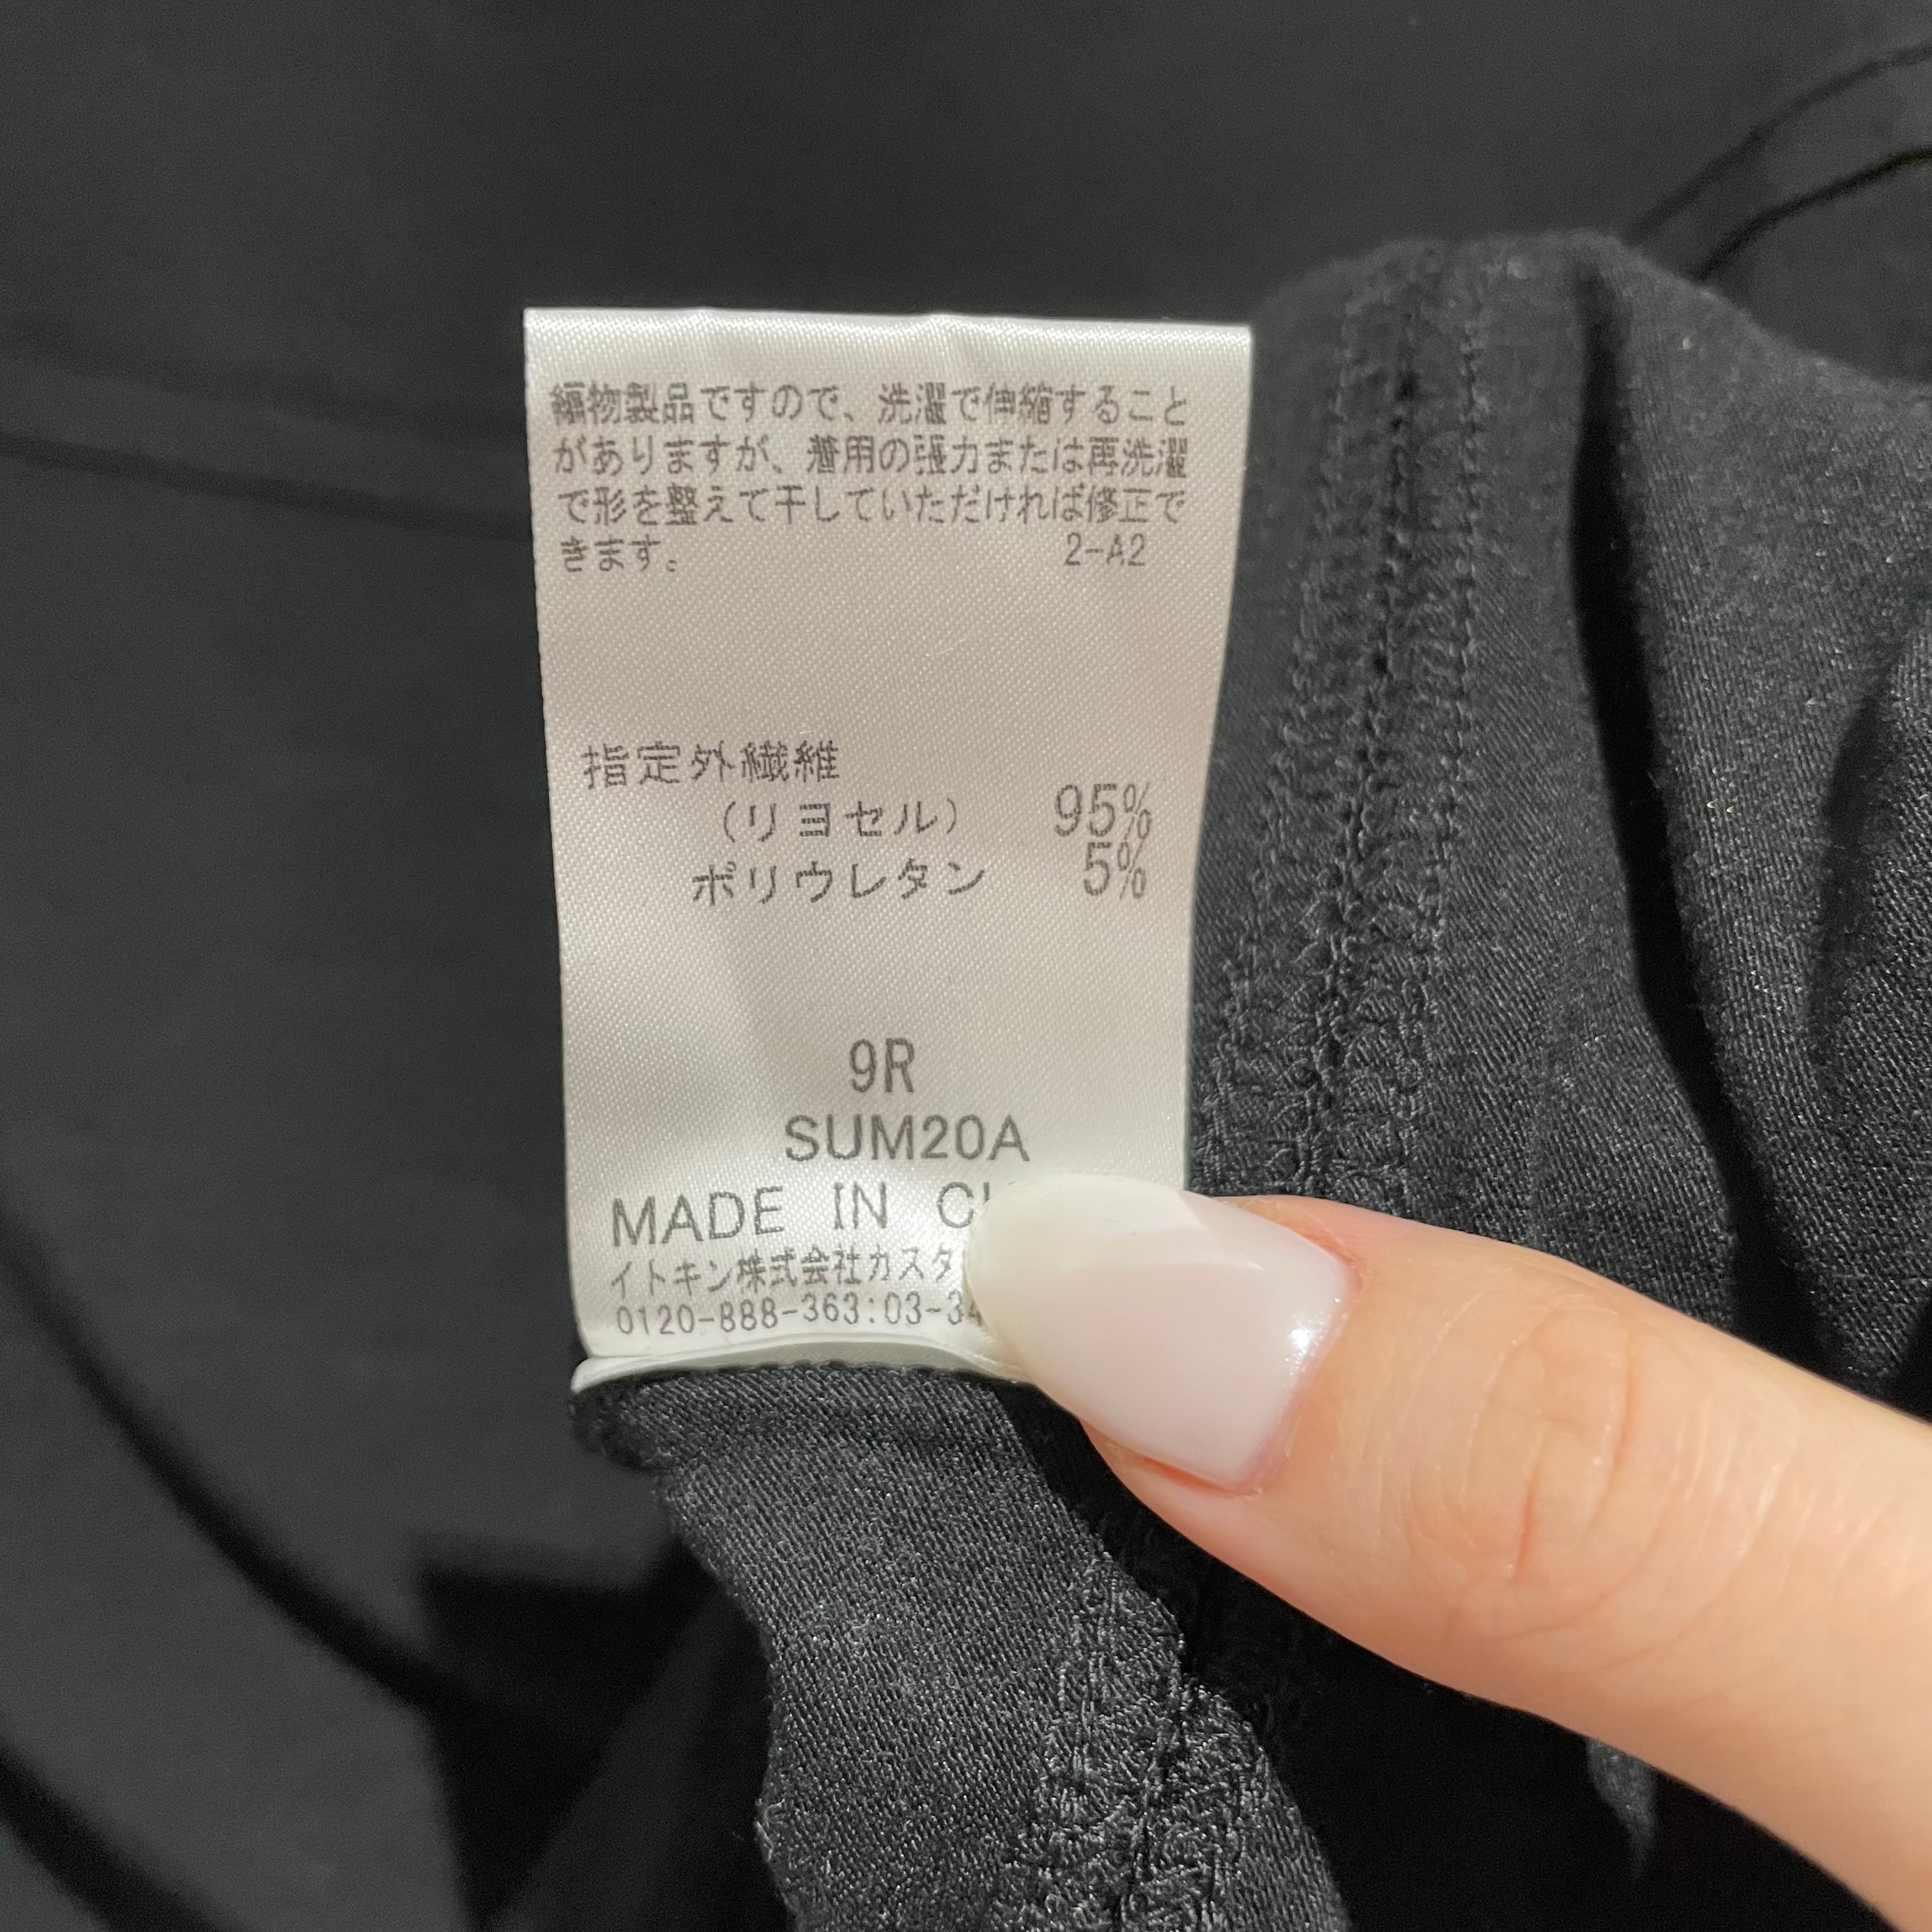 編物製品ですので、洗濯で伸縮すること
がありますが、着用の張力または再洗濯
で形を整えて干していただければ修正で
きます。 2-A2
指定外繊維
（リヨセル） 95%
ポリウレタン 5%
9R
SUM20A
MADE IN
イトキン株式会社カスタ
0120-888-363:03-34